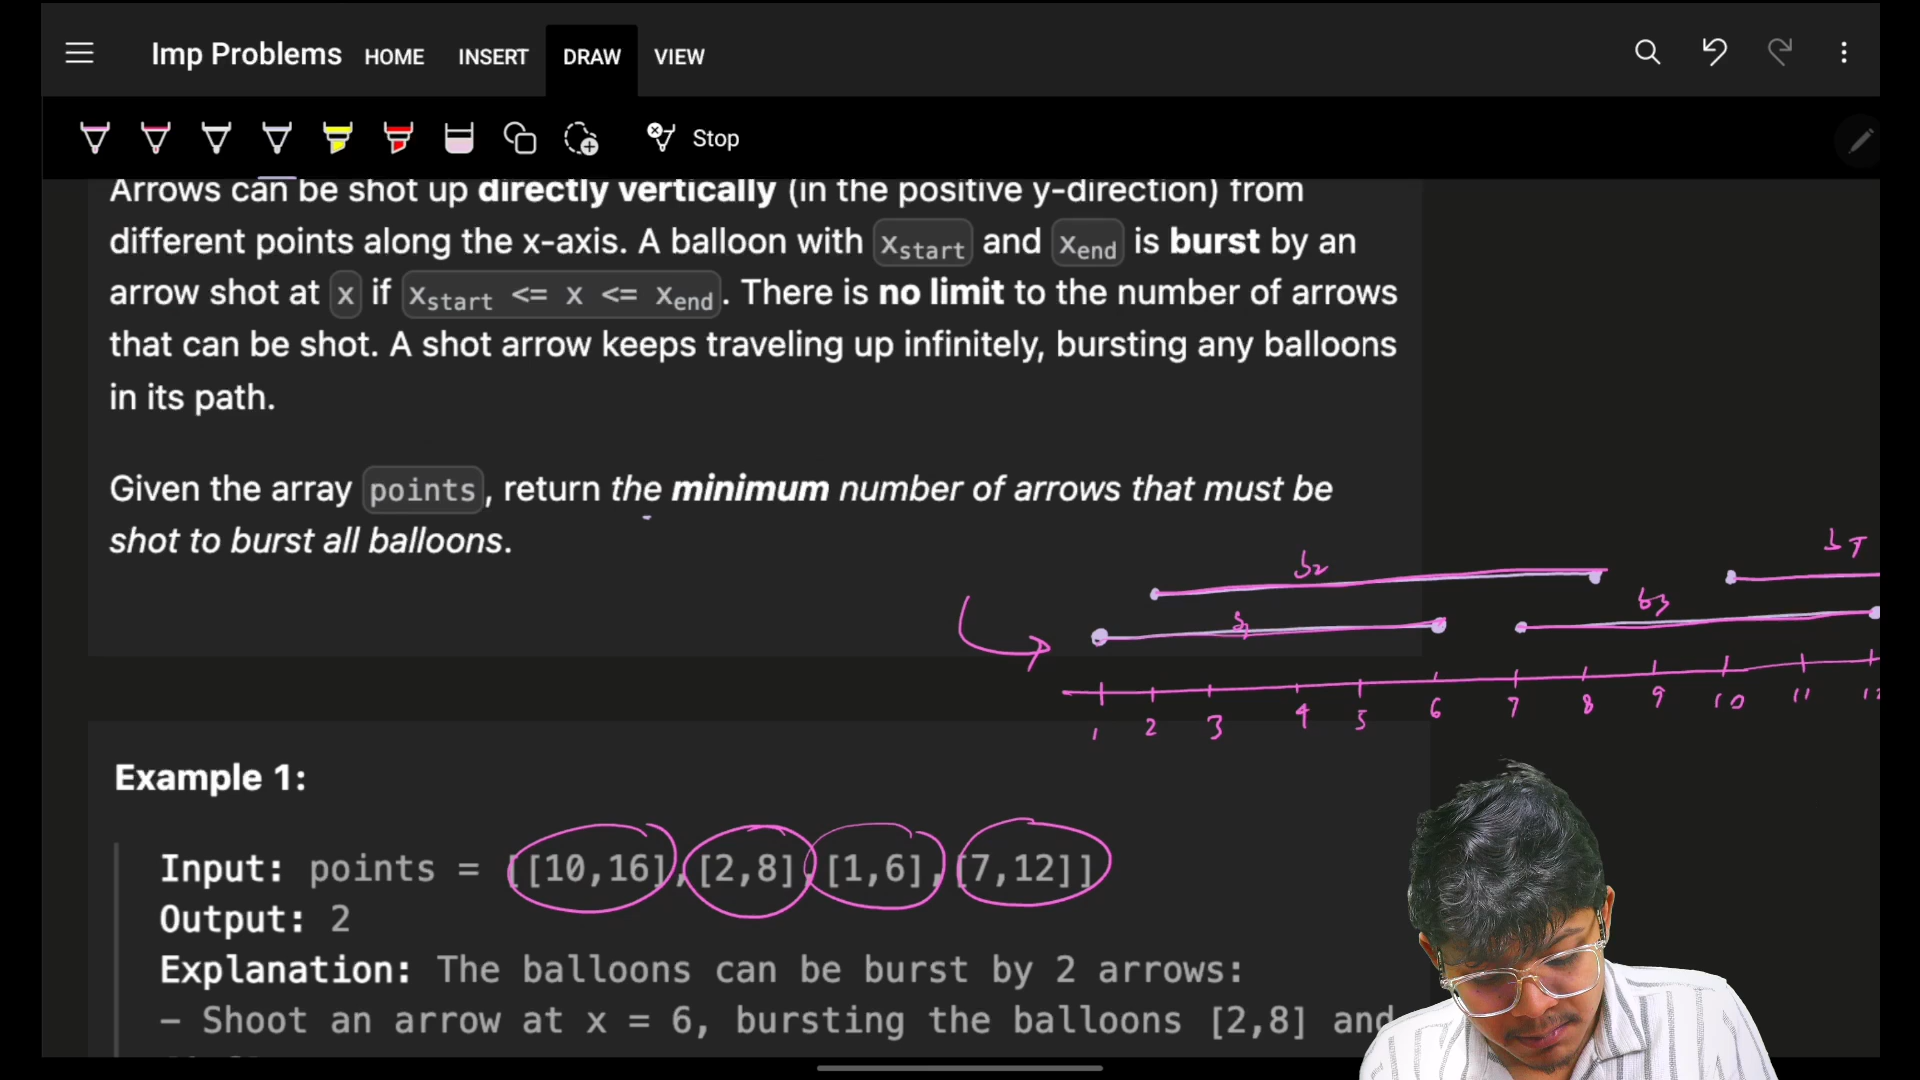 Imp Problems HOME INSERT DRAW VIEW
Stop
Arrows can be shot up directly vertically (in the positive y-direction) from
different points along the x-axis. A balloon with xstart and xend is burst by an
arrow shot at x if xstart <= x <= xend. There is no limit to the number of arrows
that can be shot. A shot arrow keeps traveling up infinitely, bursting any balloons
in its path.
Given the array points, return the minimum number of arrows that must be
shot to burst all balloons.
b2
b3
1 2 3 4 5 6 7 8 9 10 11 12
Example 1:
Input: points = [[10,16],[2,8],[1,6],[7,12]]
Output: 2
Explanation: The balloons can be burst by 2 arrows:
- Shoot an arrow at x = 6, bursting the balloons [2,8] and